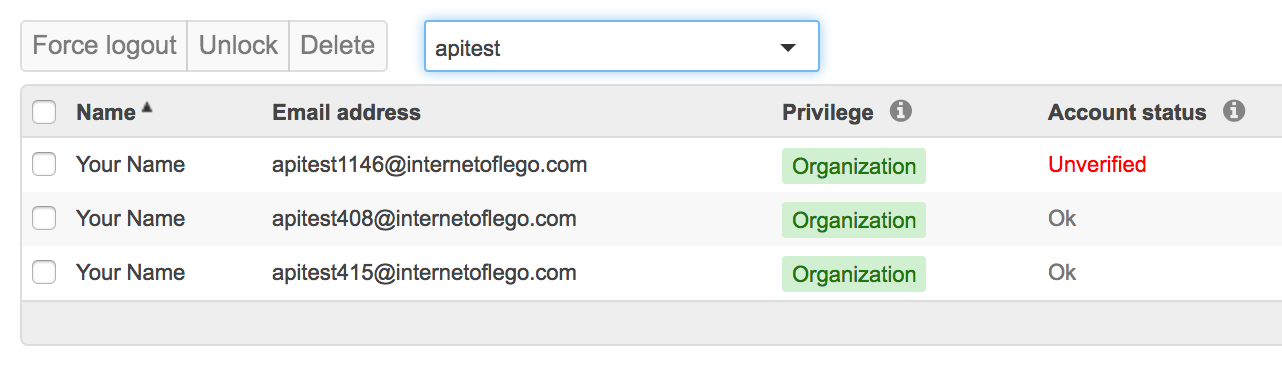 Force logout Unlock Delete apitest
Name Email address Privilege Account status
Your Name apitest1146@internetoflego.com Organization Unverified
Your Name apitest408@internetoflego.com Organization Ok
Your Name apitest415@internetoflego.com Organization Ok